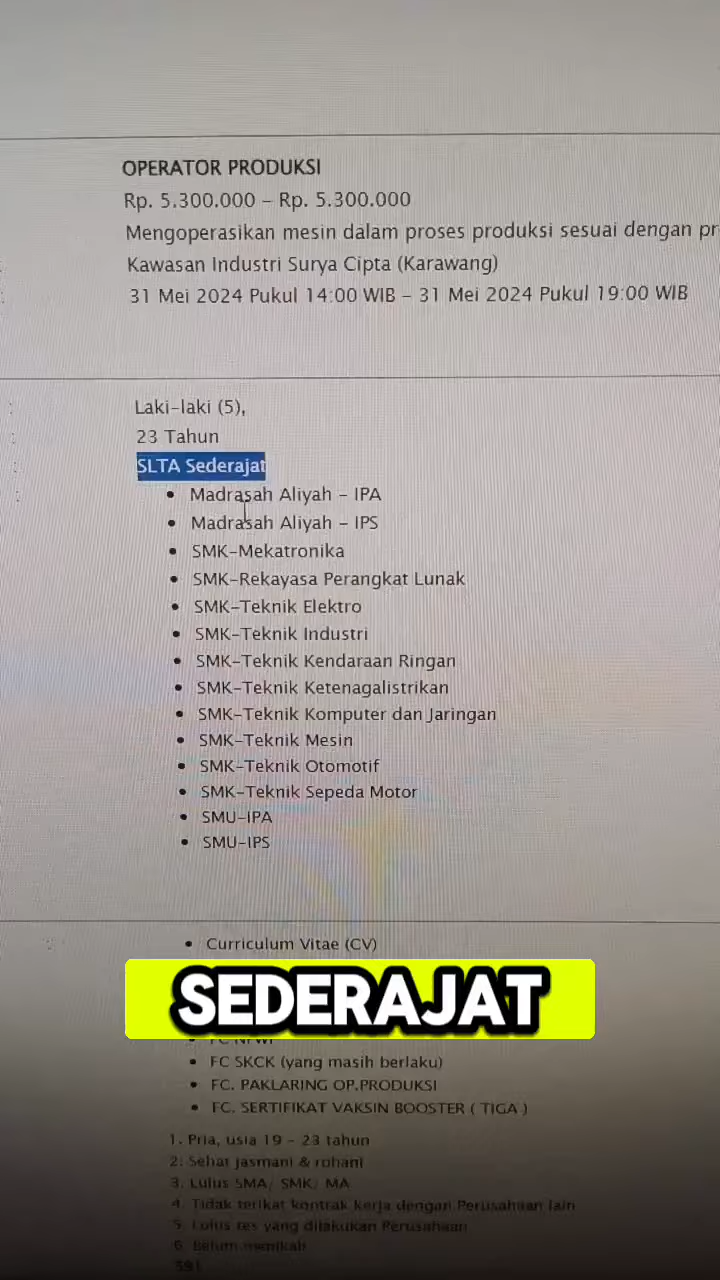 OPERATOR PRODUKSI
Rp. 5.300.000 – Rp. 5.300.000
Mengoperasikan mesin dalam proses produksi sesuai dengan pr
Kawasan Industri Surya Cipta (Karawang)
31 Mei 2024 Pukul 14:00 WIB – 31 Mei 2024 Pukul 19:00 WIB
: Laki-laki (5),
: 23 Tahun
: SLTA Sederajat
: • Madrasah Aliyah – IPA
• Madrasah Aliyah – IPS
• SMK-Mekatronika
• SMK-Rekayasa Perangkat Lunak
• SMK-Teknik Elektro
• SMK-Teknik Industri
• SMK-Teknik Kendaraan Ringan
• SMK-Teknik Ketenagalistrikan
• SMK-Teknik Komputer dan Jaringan
• SMK-Teknik Mesin
• SMK-Teknik Otomotif
• SMK-Teknik Sepeda Motor
• SMU-IPA
• SMU-IPS
: • Curriculum Vitae (CV)
SEDERAJAT
• FC NPWP
• FC SKCK (yang masih berlaku)
• FC. PAKLARING OP.PRODUKSI
• FC. SERTIFIKAT VAKSIN BOOSTER ( TIGA )
1. Pria, usia 19 – 23 tahun
2. Sehat jasmani & rohani
3. Lulus SMA/ SMK/ MA
4. Tidak terikat kontrak kerja dengan Perusahaan lain
5. Lulus tes yang dilakukan Perusahaan
6. Belum menikah
591